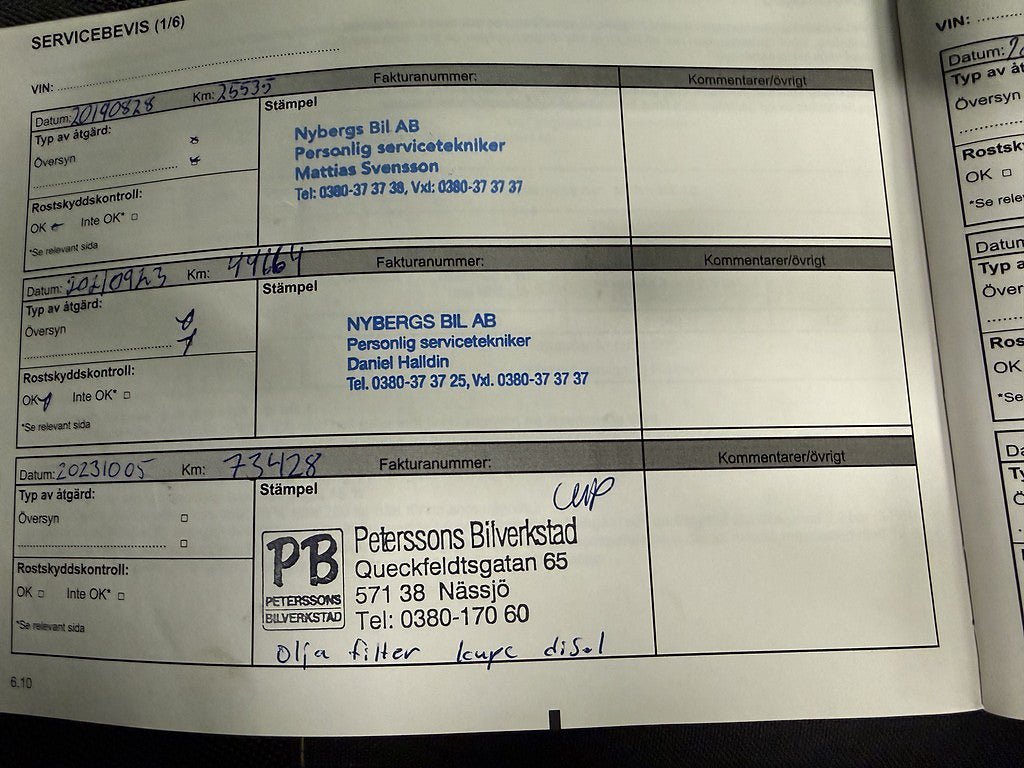 SERVICEBEVIS (1/6)
VIN:
Datum: 20190828 Km: 25535 Fakturanummer: Kommentarer/övrigt
Typ av åtgärd:
Översyn
Rostskyddskontroll:
OK Inte OK*
*Se relevant sida
Stämpel
Nybergs Bil AB
Personlig servicetekniker
Mattias Svensson
Tel: 0380-37 37 38, Vxl: 0380-37 37 37
Datum: 20210923 Km: 49164 Fakturanummer: Kommentarer/övrigt
Typ av åtgärd:
Översyn
Rostskyddskontroll:
OK Inte OK*
*Se relevant sida
Stämpel
NYBERGS BIL AB
Personlig servicetekniker
Daniel Halldin
Tel. 0380-37 37 25, Vxl. 0380-37 37 37
Datum: 20231005 Km: 73428 Fakturanummer: Kommentarer/övrigt
Typ av åtgärd:
Översyn
Rostskyddskontroll:
OK Inte OK*
*Se relevant sida
Stämpel
PB
PETERSSONS
BILVERKSTAD
Peterssons Bilverkstad
Queckfeldtsgatan 65
571 38 Nässjö
Tel: 0380-170 60
olja filter
6.10
VIN:
Datum:
Typ av åt
Översyn
Rostsk
OK
*Se rele
Datum
Typ a
Över
Ros
OK
*Se